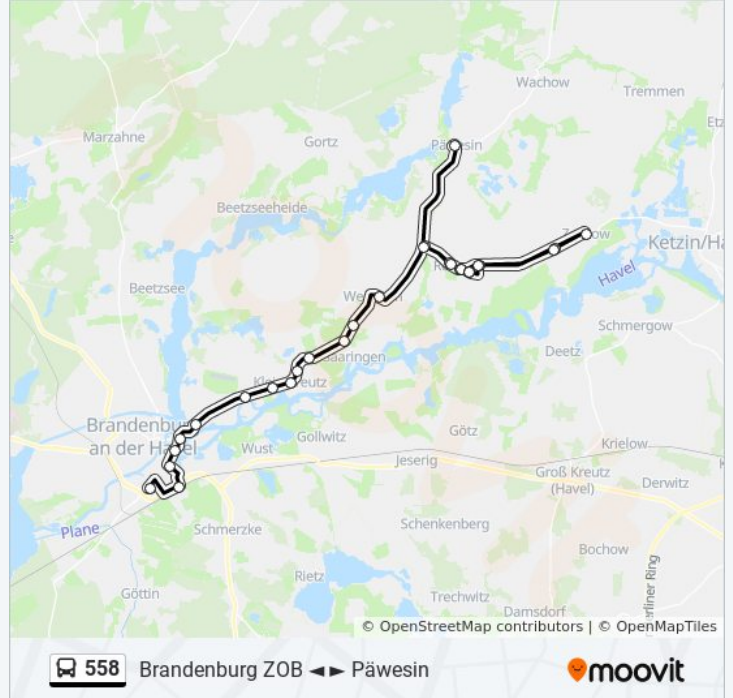 Wachow
Tremmen
Marzahne
Gortz
Päwesin
Beetzseeheide
Ketzin/Ha
Havel
Beetzsee
Schmergow
Deetz
Brandenburg
an der Havel
Gollwitz
Götz
Wust
Jeserig
Krielow
Groß Kreutz
(Havel)
Derwitz
Plane
Schmerzke
Schenkenberg
Bochow
Rietz
Göttin
Trechwitz
Damsdorf
erliner Ring
© OpenStreetMap contributors | © OpenMapTiles
558 Brandenburg ZOB ◄► Päwesin
moovit